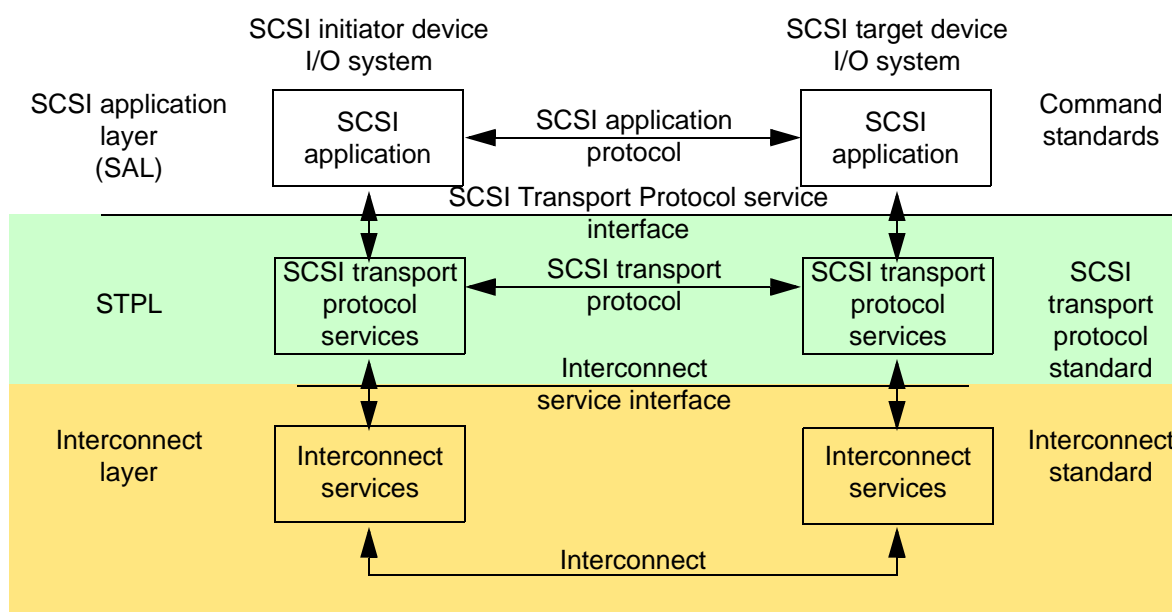 SCSI initiator device
I/O system
SCSI target device
I/O system
SCSI application
layer
(SAL)
SCSI
application
SCSI application
protocol
SCSI
application
Command
standards
SCSI Transport Protocol service
interface
STPL
SCSI transport
protocol
services
SCSI transport
protocol
SCSI transport
protocol
services
SCSI
transport
protocol
standard
Interconnect
service interface
Interconnect
layer
Interconnect
services
Interconnect
services
Interconnect
standard
Interconnect